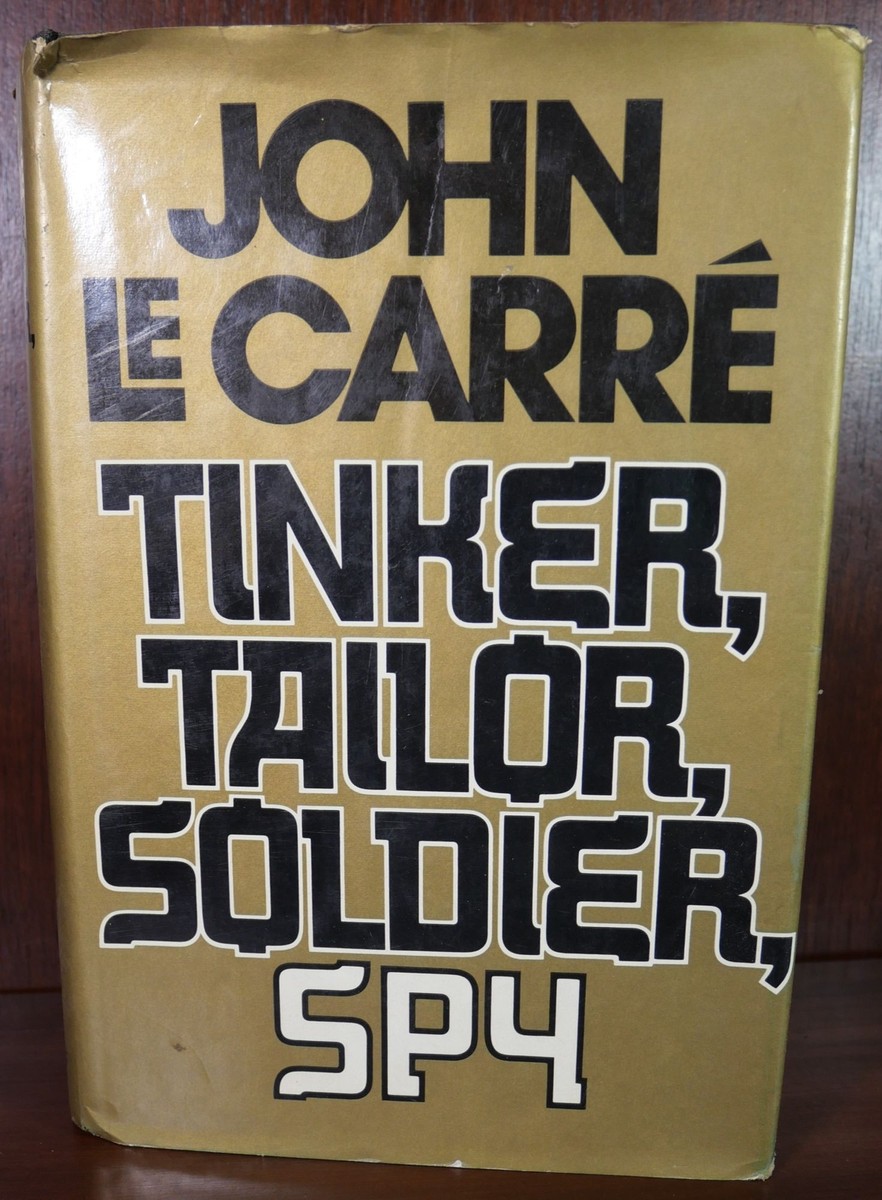 JOHN
LE CARRÉ
TINKER,
TAILOR,
SOLDIER,
SPY